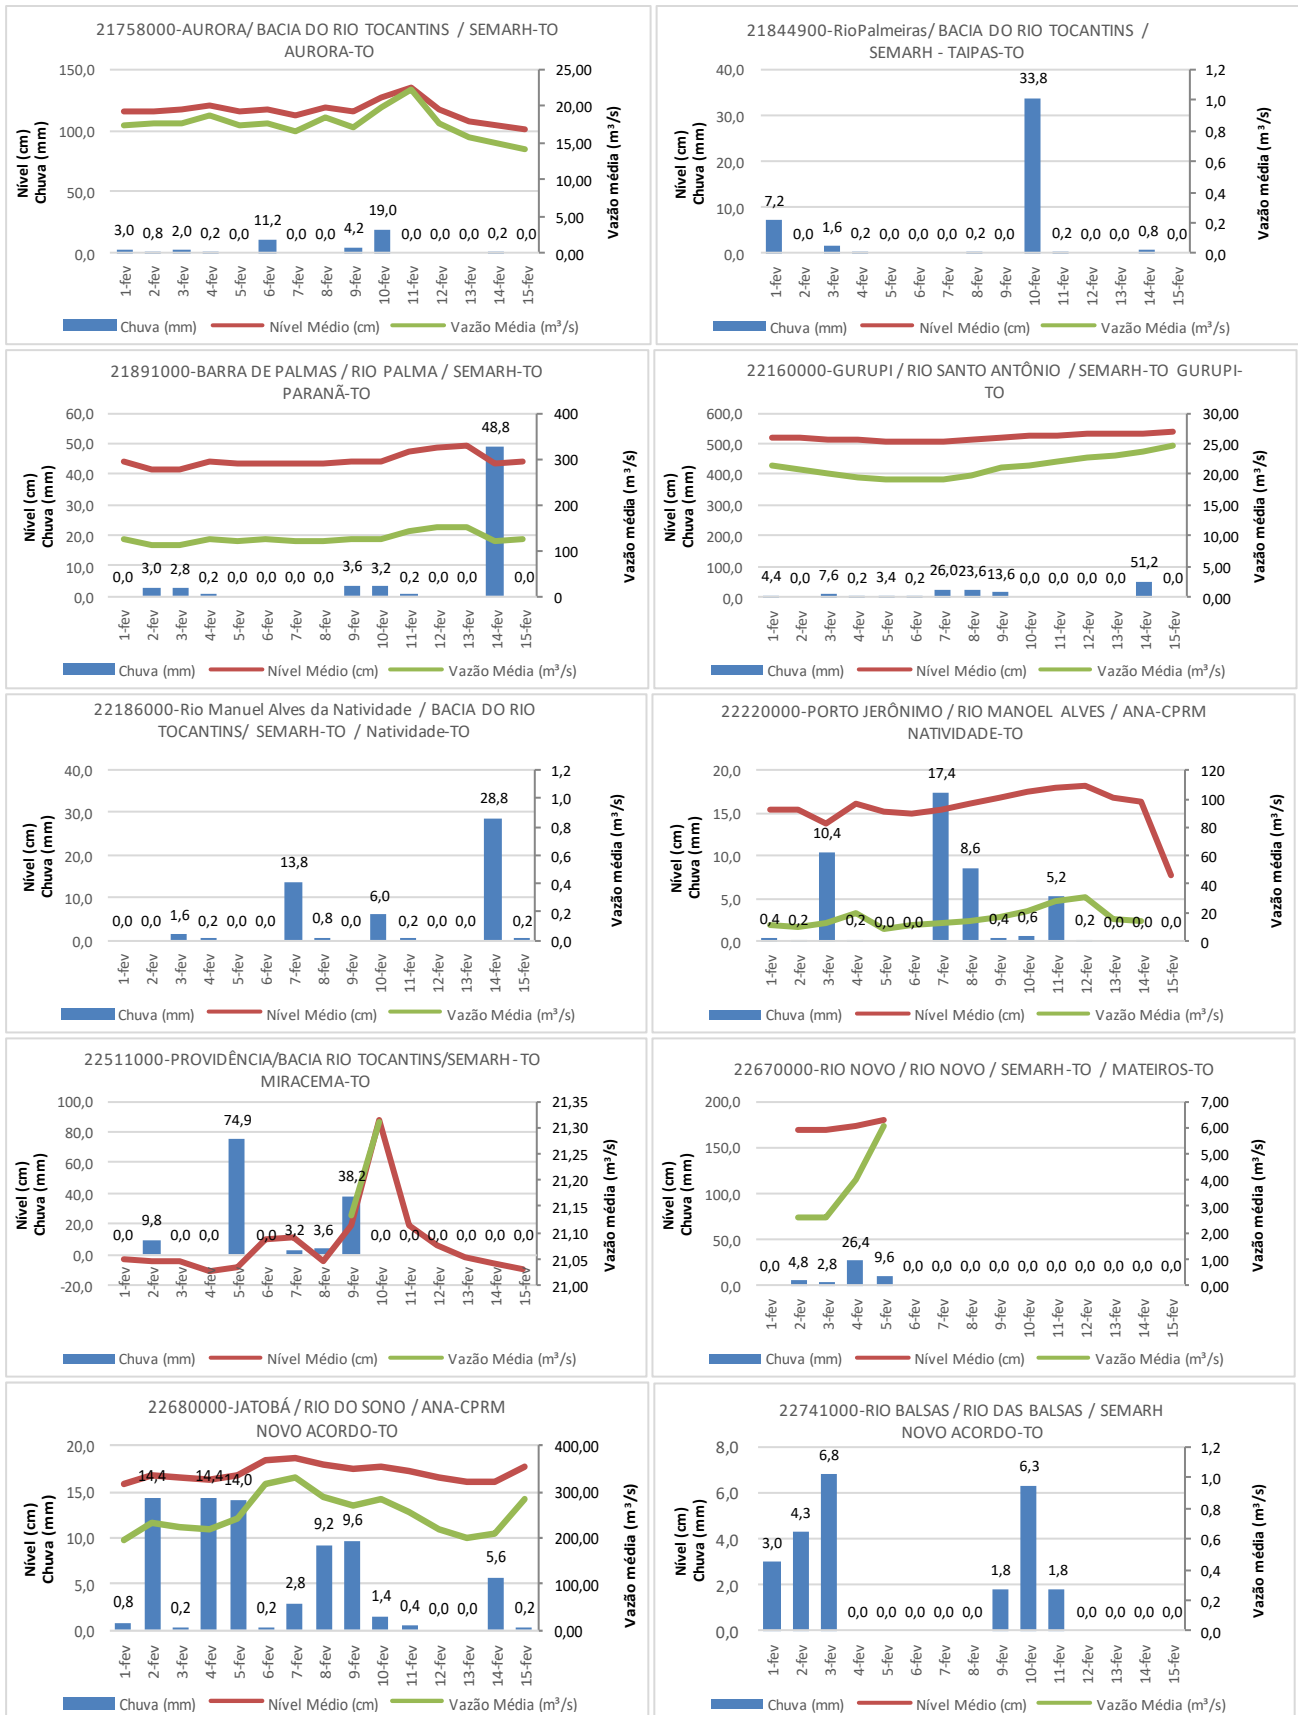 21758000-AURORA/ BACIA DO RIO TOCANTINS / SEMARH-TO
AURORA-TO
150,0
100,0
50,0
0,0
25,00
20,00
15,00
10,00
5,00
0,00
Nível (cm)
Chuva (mm)
Vazão média (m³/s)
3,0 0,8 2,0 0,2 0,0 11,2 0,0 0,0 4,2 19,0 0,0 0,0 0,0 0,2 0,0
1-fev 2-fev 3-fev 4-fev 5-fev 6-fev 7-fev 8-fev 9-fev 10-fev 11-fev 12-fev 13-fev 14-fev 15-fev
Chuva (mm) Nível Médio (cm) Vazão Média (m³/s)
21844900-RioPalmeiras/ BACIA DO RIO TOCANTINS /
SEMARH - TAIPAS-TO
40,0
30,0
20,0
10,0
0,0
1,2
1,0
0,8
0,6
0,4
0,2
0,0
Nível (cm)
Chuva (mm)
Vazão média (m³/s)
7,2 0,0 1,6 0,2 0,0 0,0 0,0 0,2 0,0 33,8 0,2 0,0 0,0 0,8 0,0
1-fev 2-fev 3-fev 4-fev 5-fev 6-fev 7-fev 8-fev 9-fev 10-fev 11-fev 12-fev 13-fev 14-fev 15-fev
Chuva (mm) Nível Médio (cm) Vazão Média (m³/s)
21891000-BARRA DE PALMAS / RIO PALMA / SEMARH-TO
PARANÃ-TO
60,0
50,0
40,0
30,0
20,0
10,0
0,0
400
300
200
100
0
Nível (cm)
Chuva (mm)
Vazão média (m³/s)
0,0 3,0 2,8 0,2 0,0 0,0 0,0 0,0 3,6 3,2 0,2 0,0 0,0 48,8 0,0
1-fev 2-fev 3-fev 4-fev 5-fev 6-fev 7-fev 8-fev 9-fev 10-fev 11-fev 12-fev 13-fev 14-fev 15-fev
Chuva (mm) Nível Médio (cm) Vazão Média (m³/s)
22160000-GURUPI / RIO SANTO ANTÔNIO / SEMARH-TO GURUPI-
TO
600,0
500,0
400,0
300,0
200,0
100,0
0,0
30,00
25,00
20,00
15,00
10,00
5,00
0,00
Nível (cm)
Chuva (mm)
Vazão média (m³/s)
4,4 0,0 7,6 0,2 3,4 0,2 26,0 23,6 13,6 0,0 0,0 0,0 0,0 51,2 0,0
1-fev 2-fev 3-fev 4-fev 5-fev 6-fev 7-fev 8-fev 9-fev 10-fev 11-fev 12-fev 13-fev 14-fev 15-fev
Chuva (mm) Nível Médio (cm) Vazão Média (m³/s)
22186000-Rio Manuel Alves da Natividade / BACIA DO RIO
TOCANTINS/ SEMARH-TO / Natividade-TO
40,0
30,0
20,0
10,0
0,0
1,2
1,0
0,8
0,6
0,4
0,2
0,0
Nível (cm)
Chuva (mm)
Vazão média (m³/s)
0,0 0,0 1,6 0,2 0,0 0,0 13,8 0,8 0,0 6,0 0,2 0,0 0,0 28,8 0,2
1-fev 2-fev 3-fev 4-fev 5-fev 6-fev 7-fev 8-fev 9-fev 10-fev 11-fev 12-fev 13-fev 14-fev 15-fev
Chuva (mm) Nível Médio (cm) Vazão Média (m³/s)
22220000-PORTO JERÔNIMO / RIO MANOEL ALVES / ANA-CPRM
NATIVIDADE-TO
20,0
15,0
10,0
5,0
0,0
120
100
80
60
40
20
0
Nível (cm)
Chuva (mm)
Vazão média (m³/s)
0,4 0,2 10,4 0,2 0,0 0,0 17,4 8,6 0,4 0,6 5,2 0,2 0,0 0,0 0,0
1-fev 2-fev 3-fev 4-fev 5-fev 6-fev 7-fev 8-fev 9-fev 10-fev 11-fev 12-fev 13-fev 14-fev 15-fev
Chuva (mm) Nível Médio (cm) Vazão Média (m³/s)
22511000-PROVIDÊNCIA/BACIA RIO TOCANTINS/SEMARH-TO
MIRACEMA-TO
100,0
80,0
60,0
40,0
20,0
0,0
-20,0
21,35
21,30
21,25
21,20
21,15
21,10
21,05
21,00
Nível (cm)
Chuva (mm)
Vazão média (m³/s)
0,0 9,8 0,0 0,0 74,9 0,0 3,2 3,6 38,2 0,0 0,0 0,0 0,0 0,0 0,0
1-fev 2-fev 3-fev 4-fev 5-fev 6-fev 7-fev 8-fev 9-fev 10-fev 11-fev 12-fev 13-fev 14-fev 15-fev
Chuva (mm) Nível Médio (cm) Vazão Média (m³/s)
22670000-RIO NOVO / RIO NOVO / SEMARH-TO / MATEIROS-TO
200,0
150,0
100,0
50,0
0,0
7,00
6,00
5,00
4,00
3,00
2,00
1,00
0,00
Nível (cm)
Chuva (mm)
Vazão média (m³/s)
0,0 4,8 2,8 26,4 9,6 0,0 0,0 0,0 0,0 0,0 0,0 0,0 0,0 0,0 0,0
1-fev 2-fev 3-fev 4-fev 5-fev 6-fev 7-fev 8-fev 9-fev 10-fev 11-fev 12-fev 13-fev 14-fev 15-fev
Chuva (mm) Nível Médio (cm) Vazão Média (m³/s)
22680000-JATOBÁ / RIO DO SONO / ANA-CPRM
NOVO ACORDO-TO
20,0
15,0
10,0
5,0
0,0
400,00
300,00
200,00
100,00
0,00
Nível (cm)
Chuva (mm)
Vazão média (m³/s)
0,8 14,4 0,2 14,4 14,0 0,2 2,8 9,2 9,6 1,4 0,4 0,0 0,0 5,6 0,2
1-fev 2-fev 3-fev 4-fev 5-fev 6-fev 7-fev 8-fev 9-fev 10-fev 11-fev 12-fev 13-fev 14-fev 15-fev
Chuva (mm) Nível Médio (cm) Vazão Média (m³/s)
22741000-RIO BALSAS / RIO DAS BALSAS / SEMARH
NOVO ACORDO-TO
8,0
6,0
4,0
2,0
0,0
1,2
1,0
0,8
0,6
0,4
0,2
0,0
Nível (cm)
Chuva (mm)
Vazão média (m³/s)
3,0 4,3 6,8 0,0 0,0 0,0 0,0 0,0 1,8 6,3 1,8 0,0 0,0 0,0 0,0
1-fev 2-fev 3-fev 4-fev 5-fev 6-fev 7-fev 8-fev 9-fev 10-fev 11-fev 12-fev 13-fev 14-fev 15-fev
Chuva (mm) Nível Médio (cm) Vazão Média (m³/s)